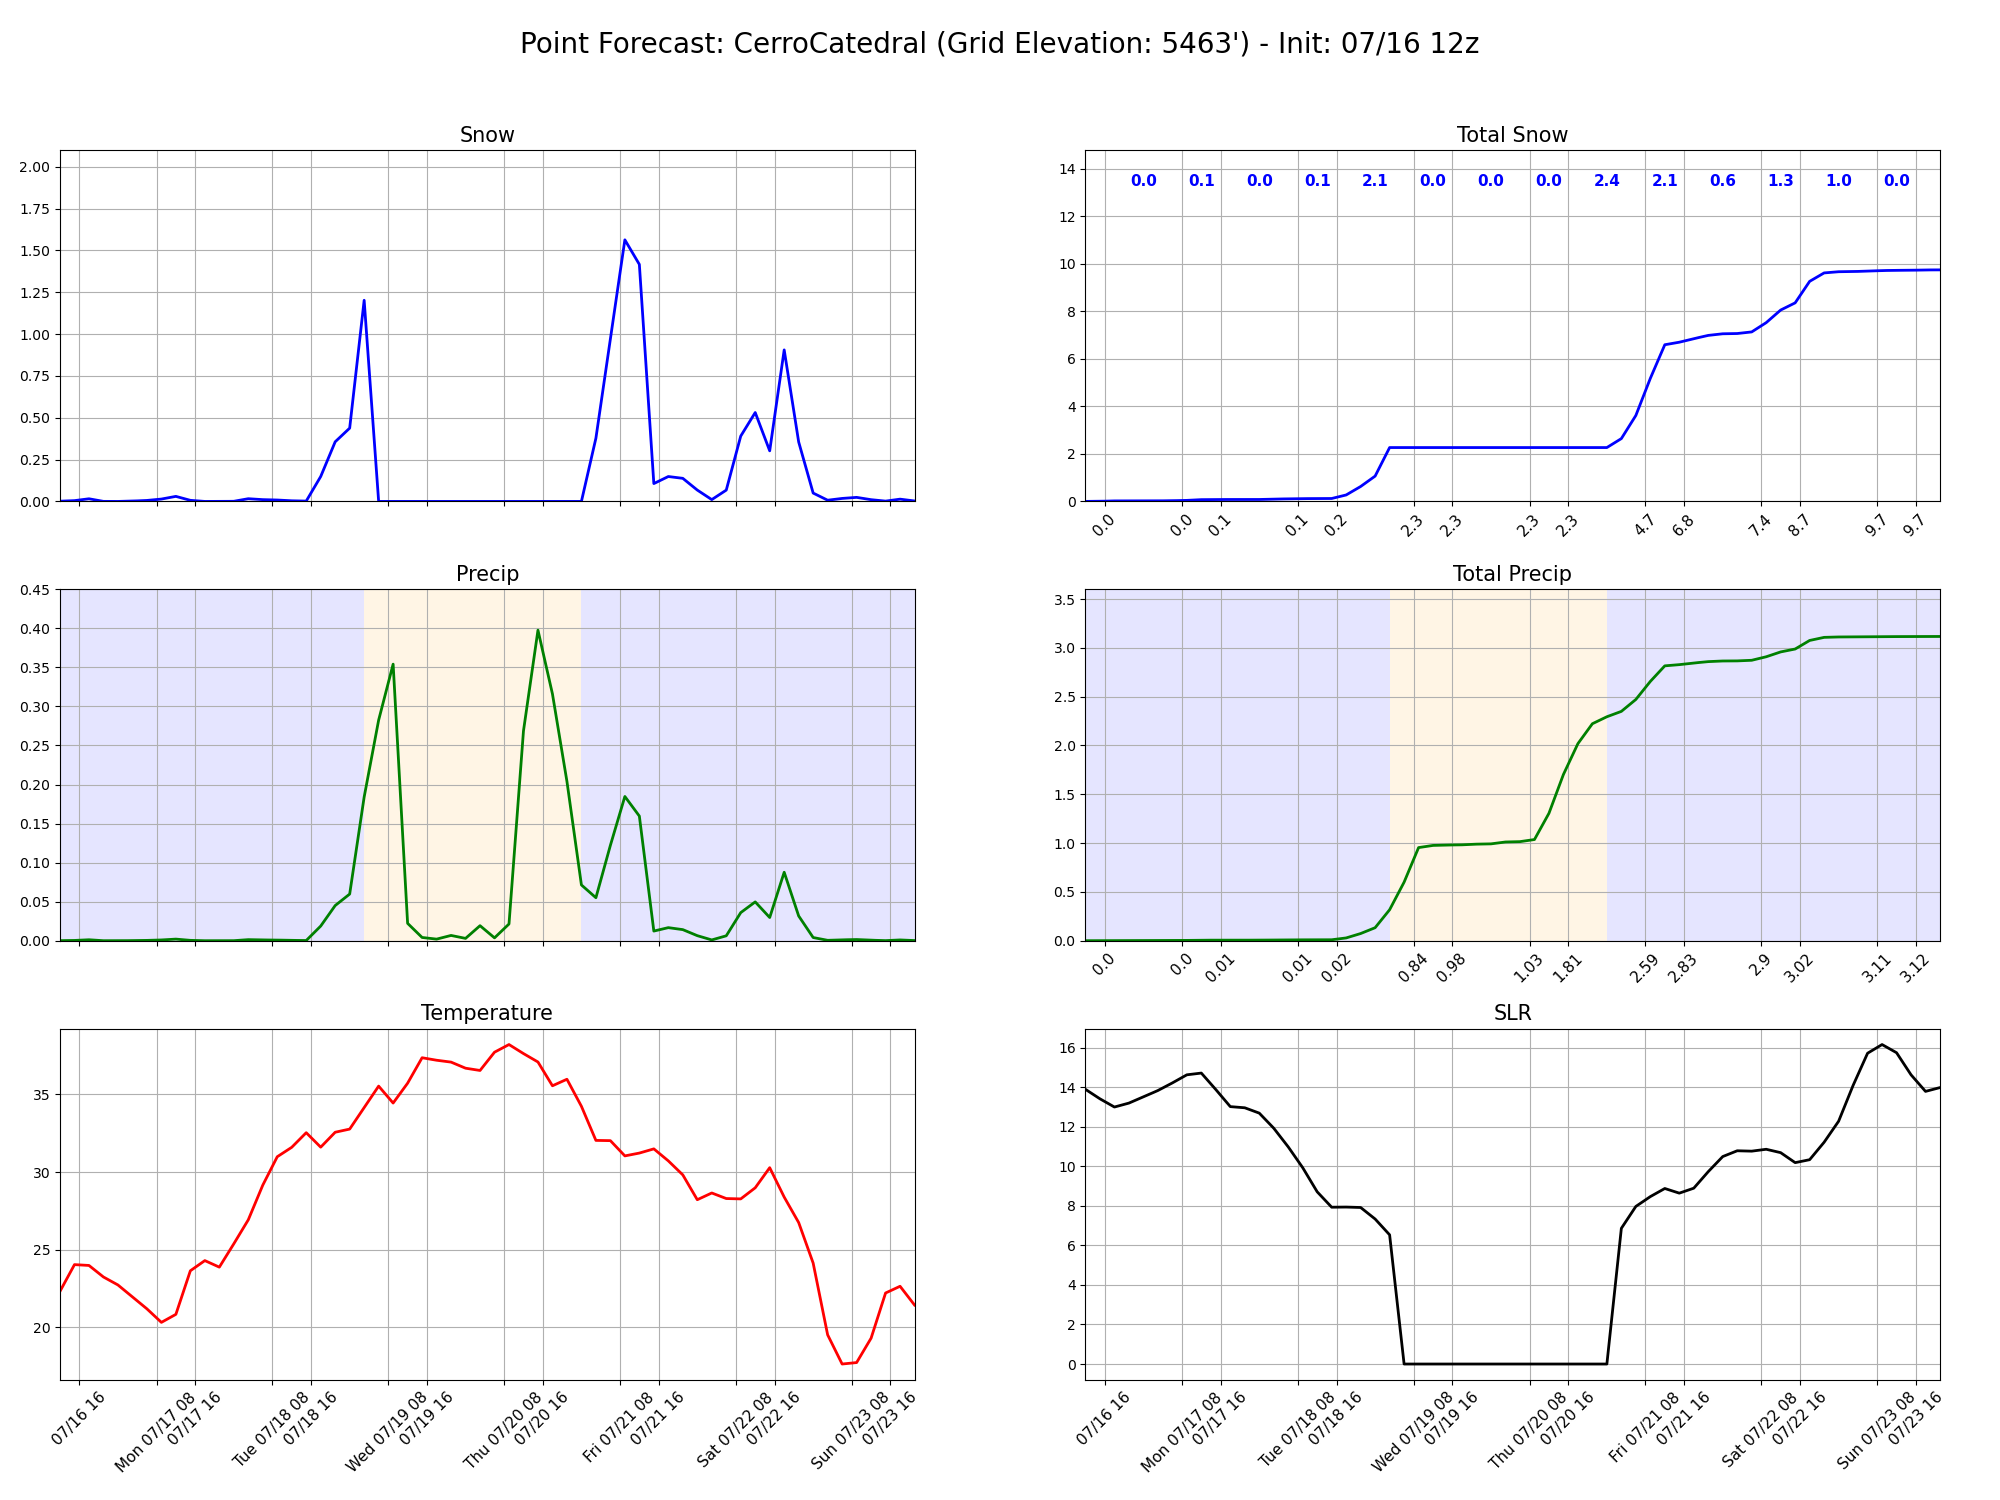 Point Forecast: CerroCatedral (Grid Elevation: 5463') - Init: 07/16 12z
Snow
2.00
1.75
1.50
1.25
1.00
0.75
0.50
0.25
0.00
Total Snow
14
12
10
8
6
4
2
0
0.0 0.1 0.0 0.1 2.1 0.0 0.0 0.0 2.4 2.1 0.6 1.3 1.0 0.0
0.0 0.0 0.1 0.1 0.2 2.3 2.3 2.3 2.3 4.7 6.8 7.4 8.7 9.7 9.7
Precip
0.45
0.40
0.35
0.30
0.25
0.20
0.15
0.10
0.05
0.00
Total Precip
3.5
3.0
2.5
2.0
1.5
1.0
0.5
0.0
0.0 0.0 0.01 0.01 0.02 0.84 0.98 1.03 1.81 2.59 2.83 2.9 3.02 3.11 3.12
Temperature
35
30
25
20
07/16 16
Mon 07/17 08
07/17 16
Tue 07/18 08
07/18 16
Wed 07/19 08
07/19 16
Thu 07/20 08
07/20 16
Fri 07/21 08
07/21 16
Sat 07/22 08
07/22 16
Sun 07/23 08
07/23 16
SLR
16
14
12
10
8
6
4
2
0
07/16 16
Mon 07/17 08
07/17 16
Tue 07/18 08
07/18 16
Wed 07/19 08
07/19 16
Thu 07/20 08
07/20 16
Fri 07/21 08
07/21 16
Sat 07/22 08
07/22 16
Sun 07/23 08
07/23 16